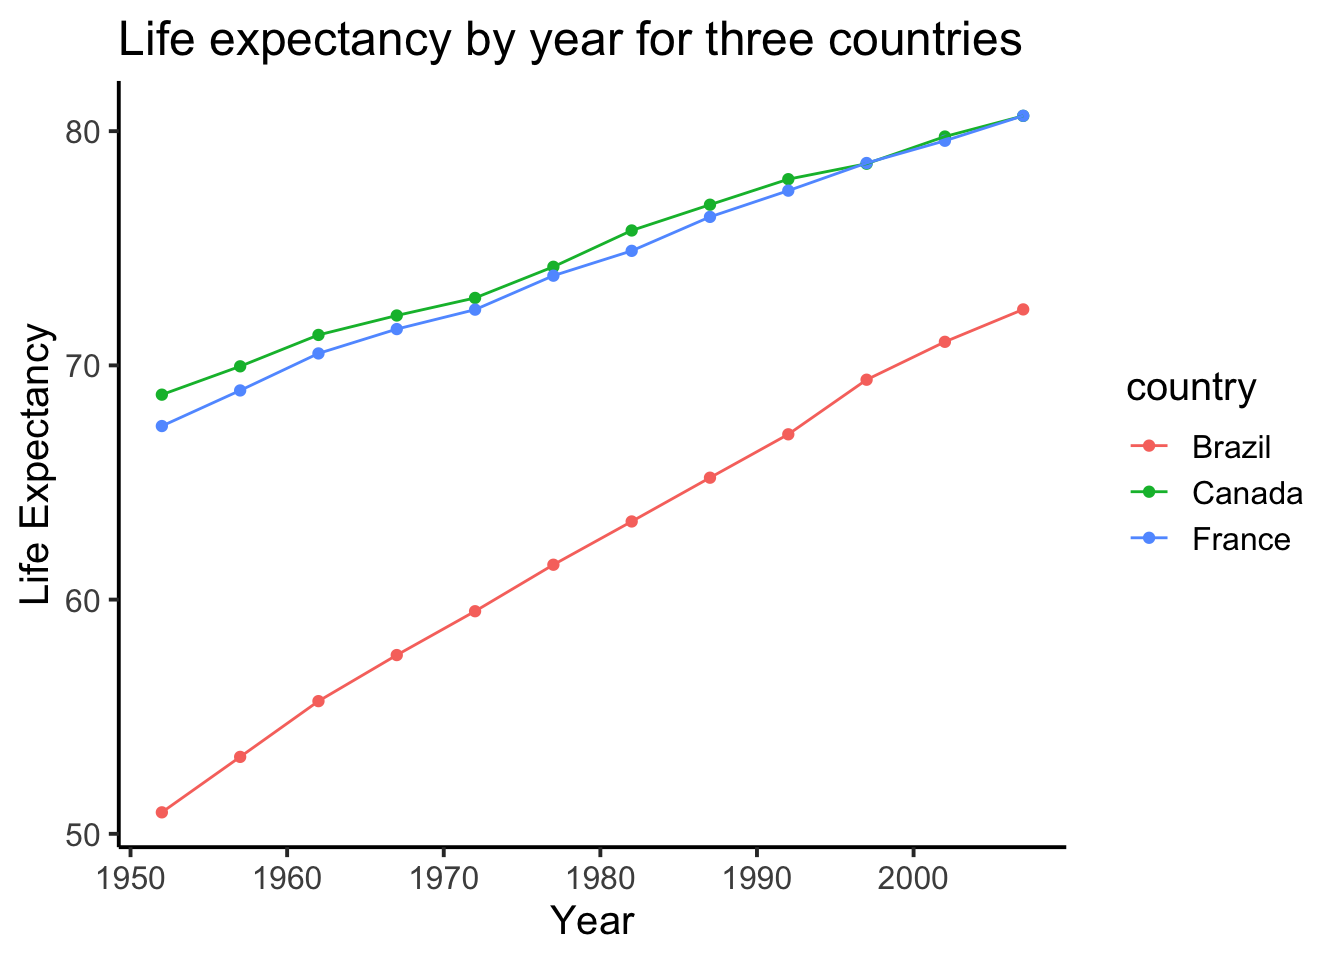 Life expectancy by year for three countries
Life Expectancy
80
70
60
50
1950 1960 1970 1980 1990 2000
Year
country
Brazil
Canada
France